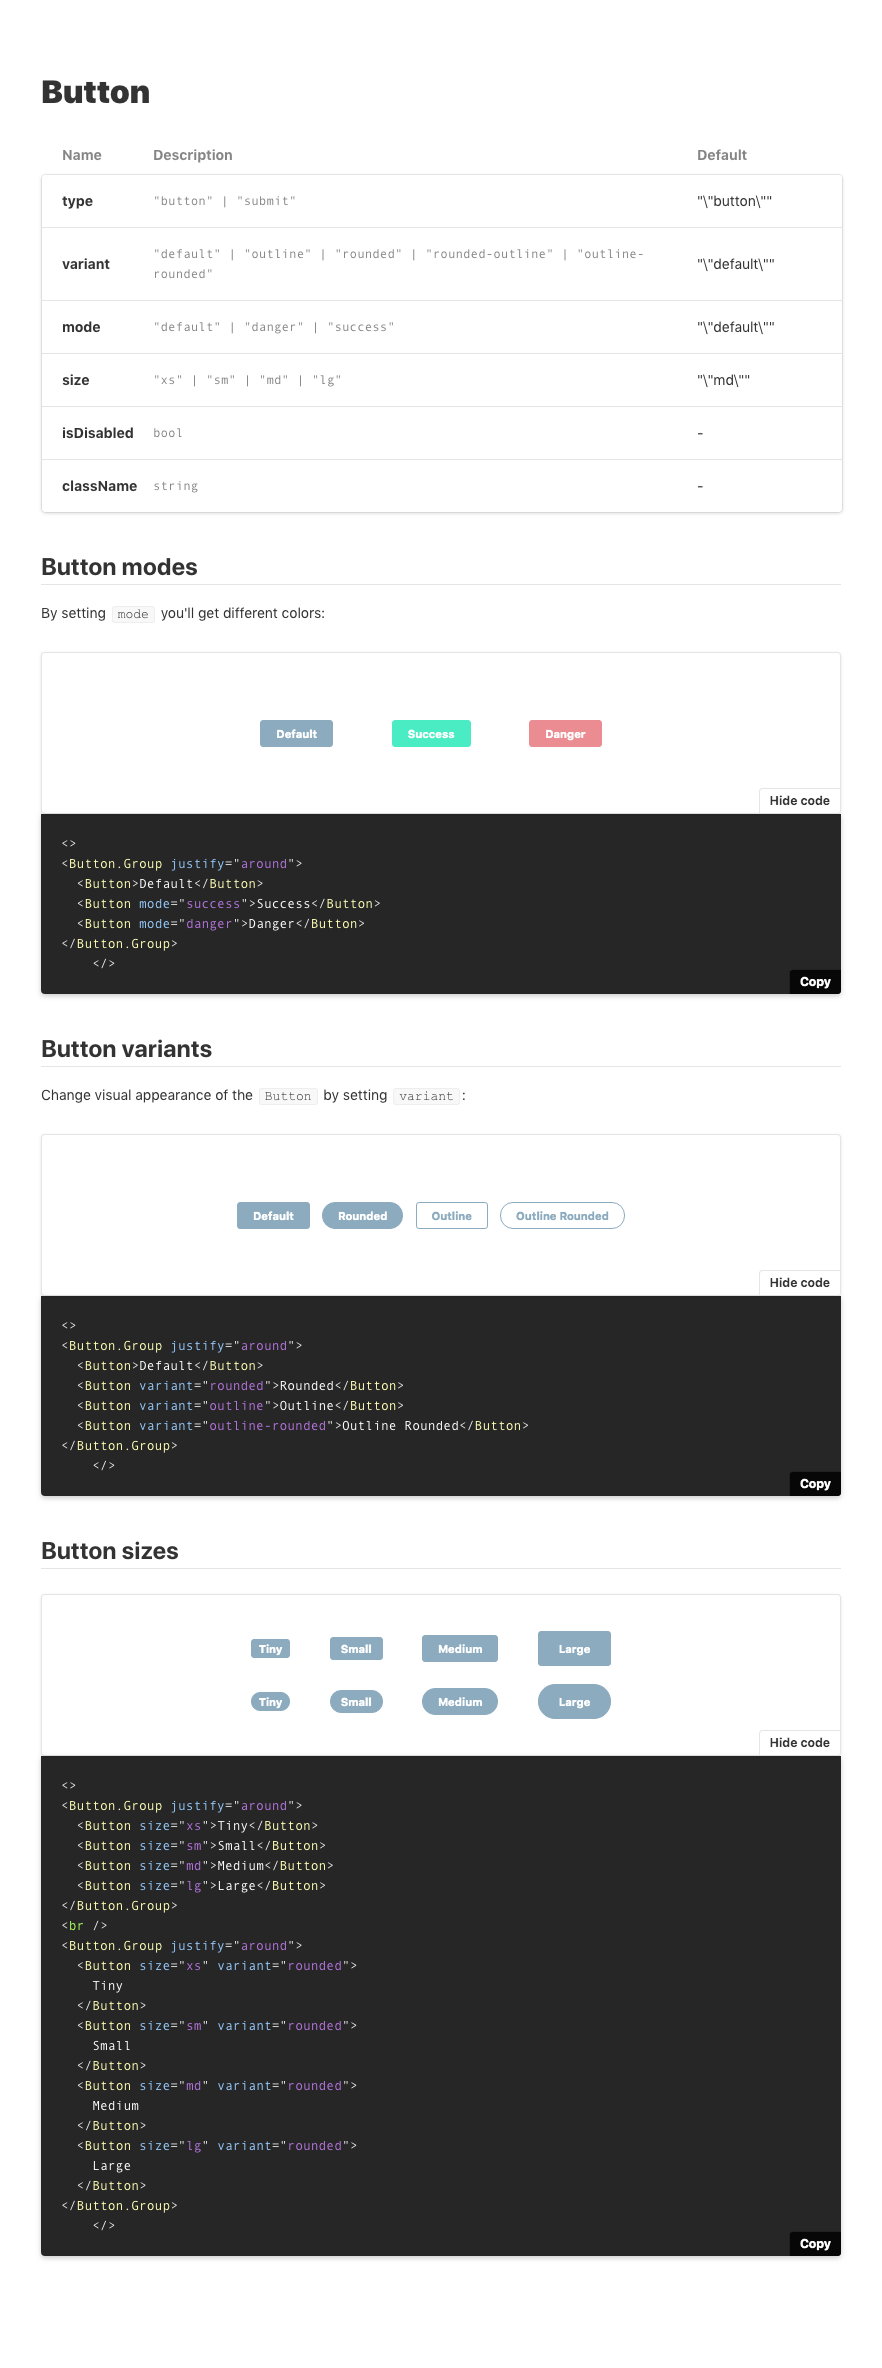 Button
Name Description Default
type "button" | "submit" "\"button\""
variant "default" | "outline" | "rounded" | "rounded-outline" | "outline-
rounded" "\"default\""
mode "default" | "danger" | "success" "\"default\""
size "xs" | "sm" | "md" | "lg" "\"md\""
isDisabled bool -
className string -
Button modes
By setting mode you'll get different colors:
Default Success Danger
Hide code
<>
<Button.Group justify="around">
  <Button>Default</Button>
  <Button mode="success">Success</Button>
  <Button mode="danger">Danger</Button>
</Button.Group>
    </>
Copy
Button variants
Change visual appearance of the Button by setting variant :
Default Rounded Outline Outline Rounded
Hide code
<>
<Button.Group justify="around">
  <Button>Default</Button>
  <Button variant="rounded">Rounded</Button>
  <Button variant="outline">Outline</Button>
  <Button variant="outline-rounded">Outline Rounded</Button>
</Button.Group>
    </>
Copy
Button sizes
Tiny Small Medium Large
Tiny Small Medium Large
Hide code
<>
<Button.Group justify="around">
  <Button size="xs">Tiny</Button>
  <Button size="sm">Small</Button>
  <Button size="md">Medium</Button>
  <Button size="lg">Large</Button>
</Button.Group>
<br />
<Button.Group justify="around">
  <Button size="xs" variant="rounded">
    Tiny
  </Button>
  <Button size="sm" variant="rounded">
    Small
  </Button>
  <Button size="md" variant="rounded">
    Medium
  </Button>
  <Button size="lg" variant="rounded">
    Large
  </Button>
</Button.Group>
    </>
Copy